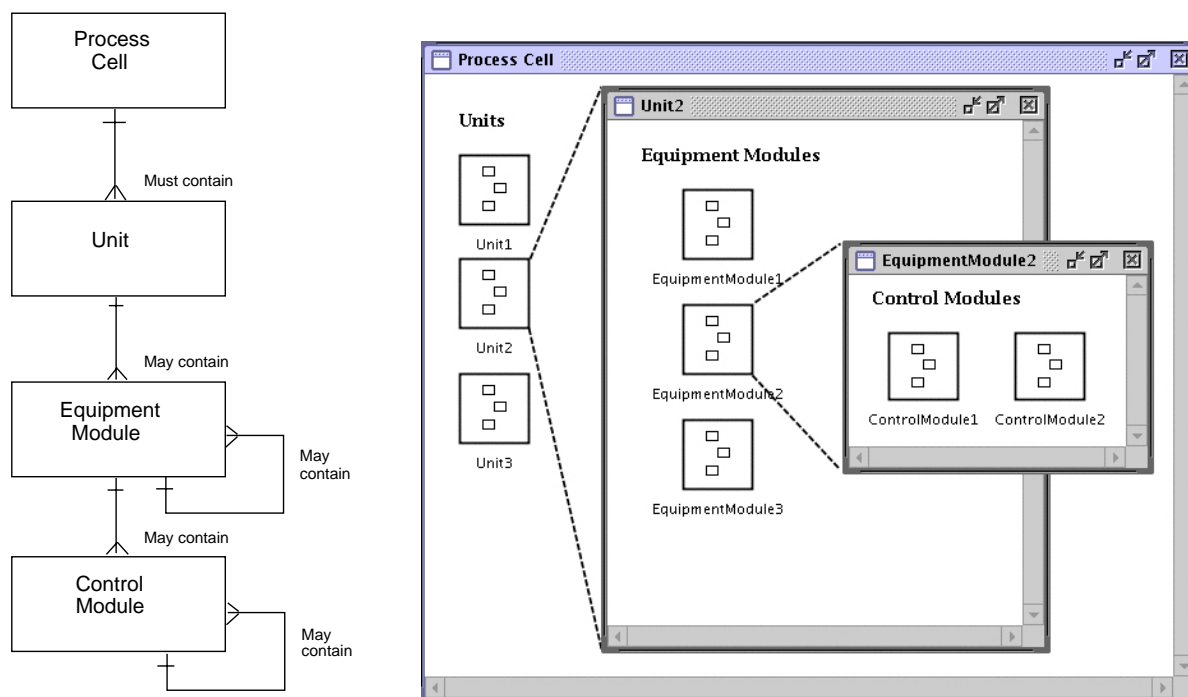 Process
Cell
Must contain
Unit
May contain
Equipment
Module
May
contain
May contain
Control
Module
May
contain
Process Cell
Units
Unit1
Unit2
Unit3
Unit2
Equipment Modules
EquipmentModule1
EquipmentModule2
EquipmentModule3
EquipmentModule2
Control Modules
ControlModule1 ControlModule2